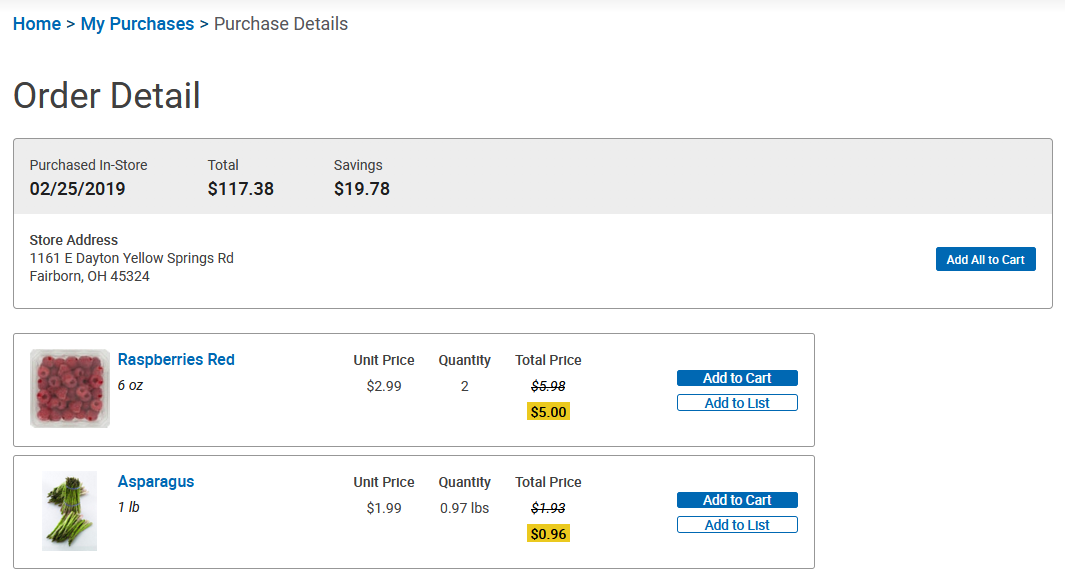 Home > My Purchases > Purchase Details
Order Detail
Purchased In-Store Total Savings
02/25/2019 $117.38 $19.78
Store Address
1161 E Dayton Yellow Springs Rd
Fairborn, OH 45324
Add All to Cart
Raspberries Red Unit Price Quantity Total Price
6 oz $2.99 2 $5.98
$5.00
Add to Cart
Add to List
Asparagus Unit Price Quantity Total Price
1 lb $1.99 0.97 lbs $1.93
$0.96
Add to Cart
Add to List